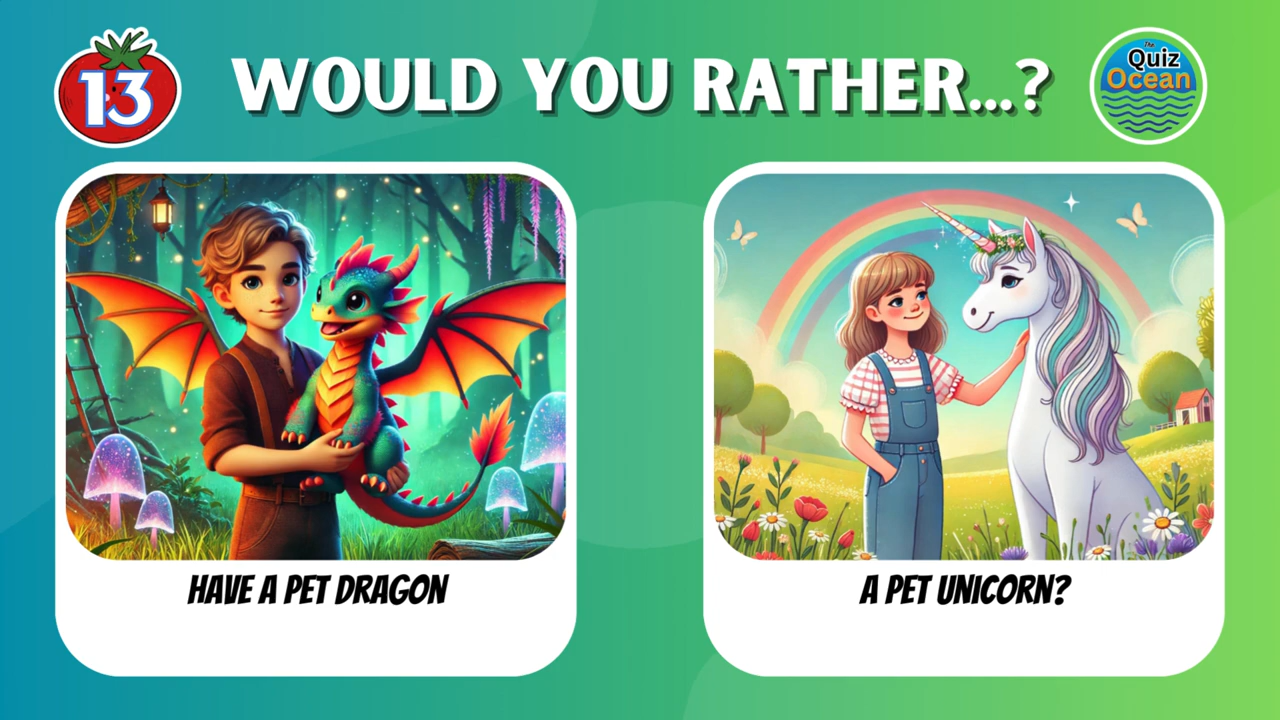 13
WOULD YOU RATHER...?
The
Quiz
Ocean
HAVE A PET DRAGON
A PET UNICORN?